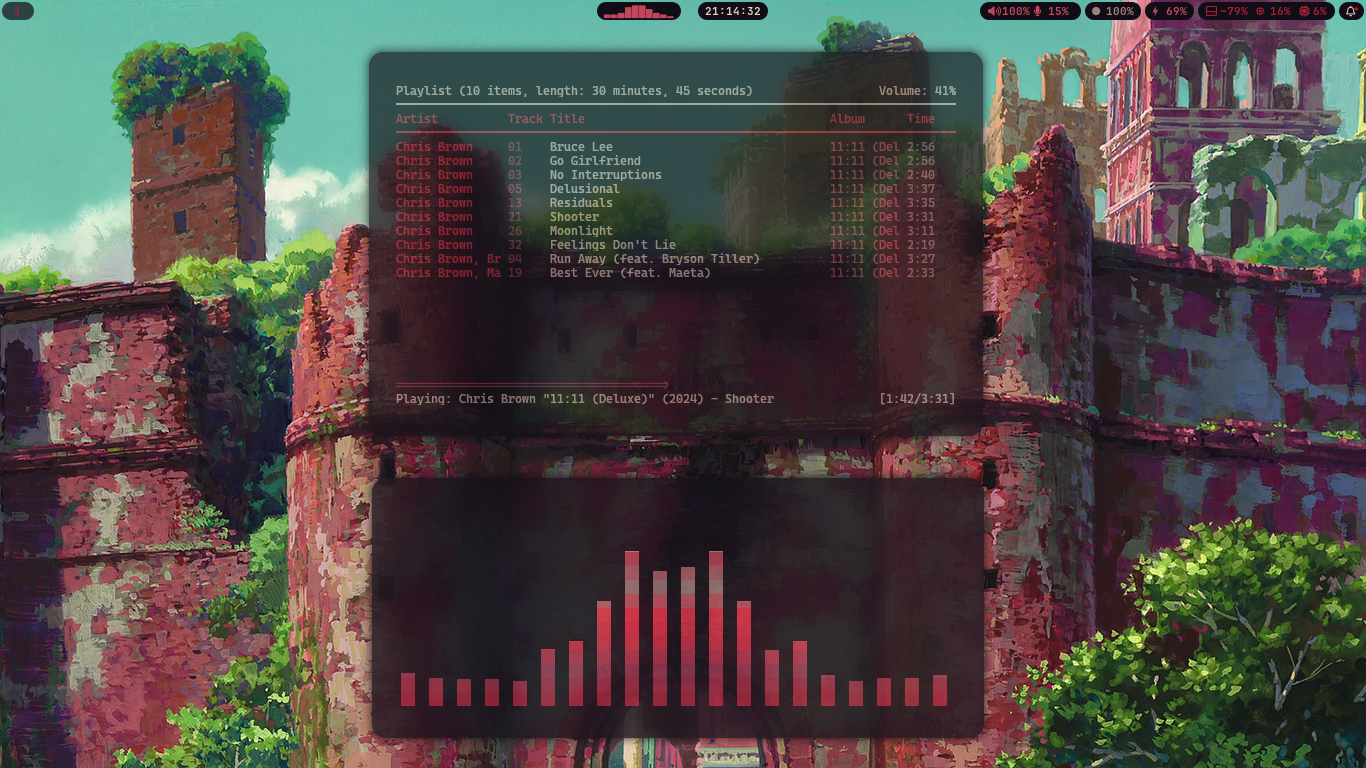 1
21:14:32
100% 15% 100% 69% ~79% 16% 6%
Playlist (10 items, length: 30 minutes, 45 seconds) Volume: 41%
Artist Track Title Album Time
Chris Brown 01 Bruce Lee 11:11 (Del 2:56
Chris Brown 02 Go Girlfriend 11:11 (Del 2:56
Chris Brown 03 No Interruptions 11:11 (Del 2:40
Chris Brown 05 Delusional 11:11 (Del 3:37
Chris Brown 13 Residuals 11:11 (Del 3:35
Chris Brown 21 Shooter 11:11 (Del 3:31
Chris Brown 26 Moonlight 11:11 (Del 3:11
Chris Brown 32 Feelings Don't Lie 11:11 (Del 2:19
Chris Brown, Br 04 Run Away (feat. Bryson Tiller) 11:11 (Del 3:27
Chris Brown, Ma 19 Best Ever (feat. Maeta) 11:11 (Del 2:33
Playing: Chris Brown "11:11 (Deluxe)" (2024) - Shooter [1:42/3:31]